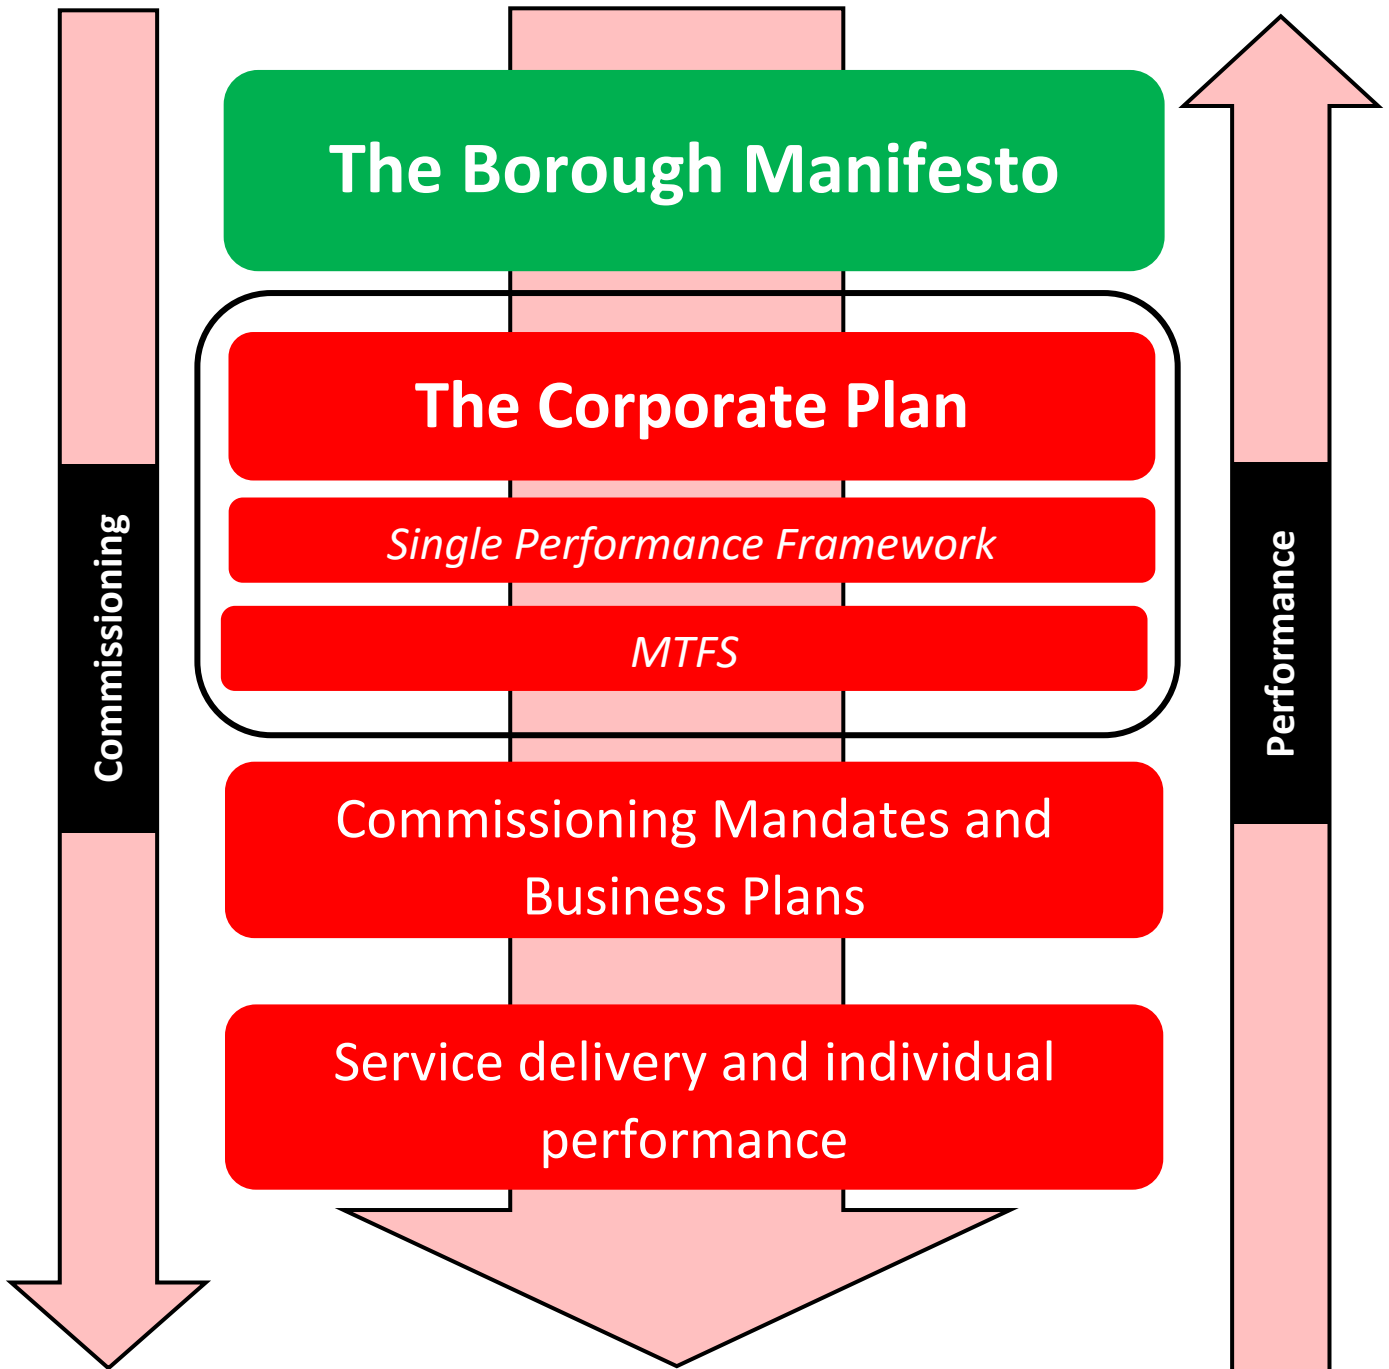 The Borough Manifesto
The Corporate Plan
Single Performance Framework
MTFS
Commissioning Mandates and
Business Plans
Service delivery and individual
performance
Commissioning
Performance